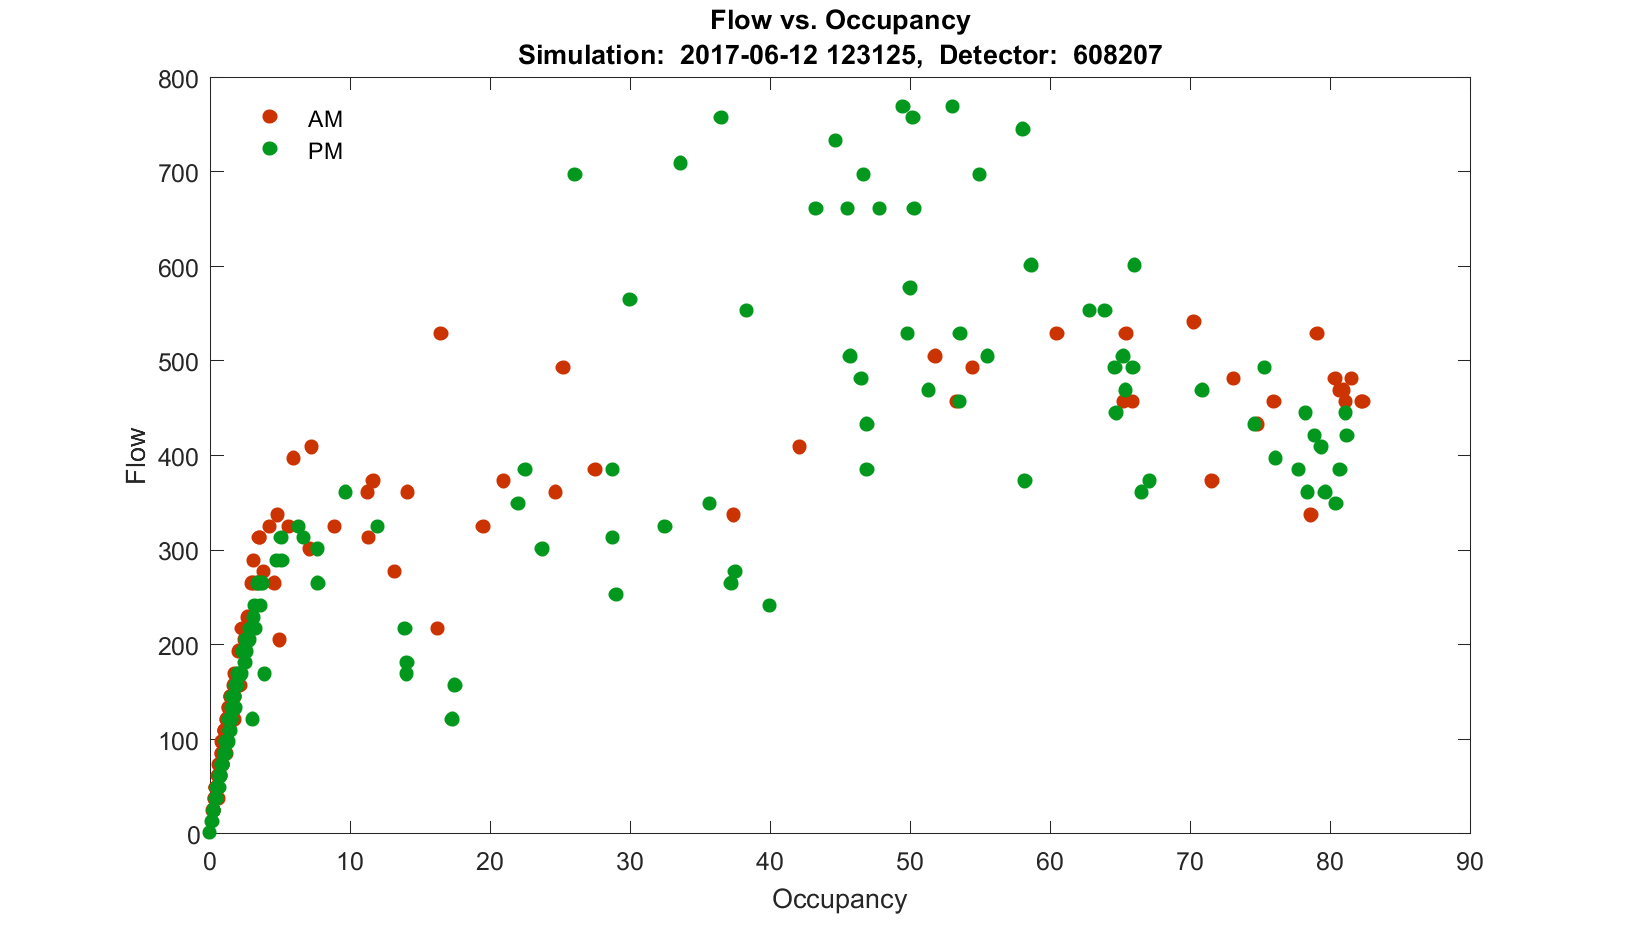 Flow vs. Occupancy
Simulation:  2017-06-12 123125,  Detector:  608207
800
AM
PM
700
600
500
Flow
400
300
200
100
0
0 10 20 30 40 50 60 70 80 90
Occupancy